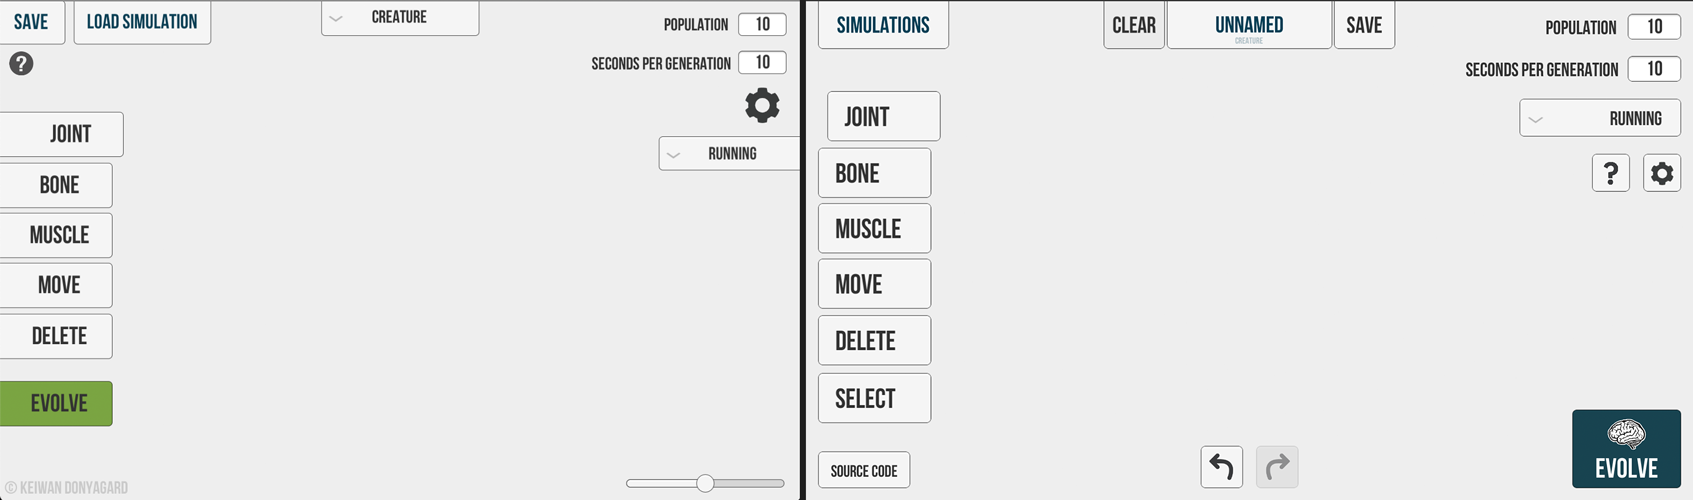 SAVE
LOAD SIMULATION
CREATURE
POPULATION 10
SECONDS PER GENERATION 10
?
RUNNING
JOINT
BONE
MUSCLE
MOVE
DELETE
EVOLVE
© KEIWAN DONYAGARD
SIMULATIONS
CLEAR
UNNAMED
CREATURE
SAVE
POPULATION 10
SECONDS PER GENERATION 10
RUNNING
?
JOINT
BONE
MUSCLE
MOVE
DELETE
SELECT
SOURCE CODE
EVOLVE